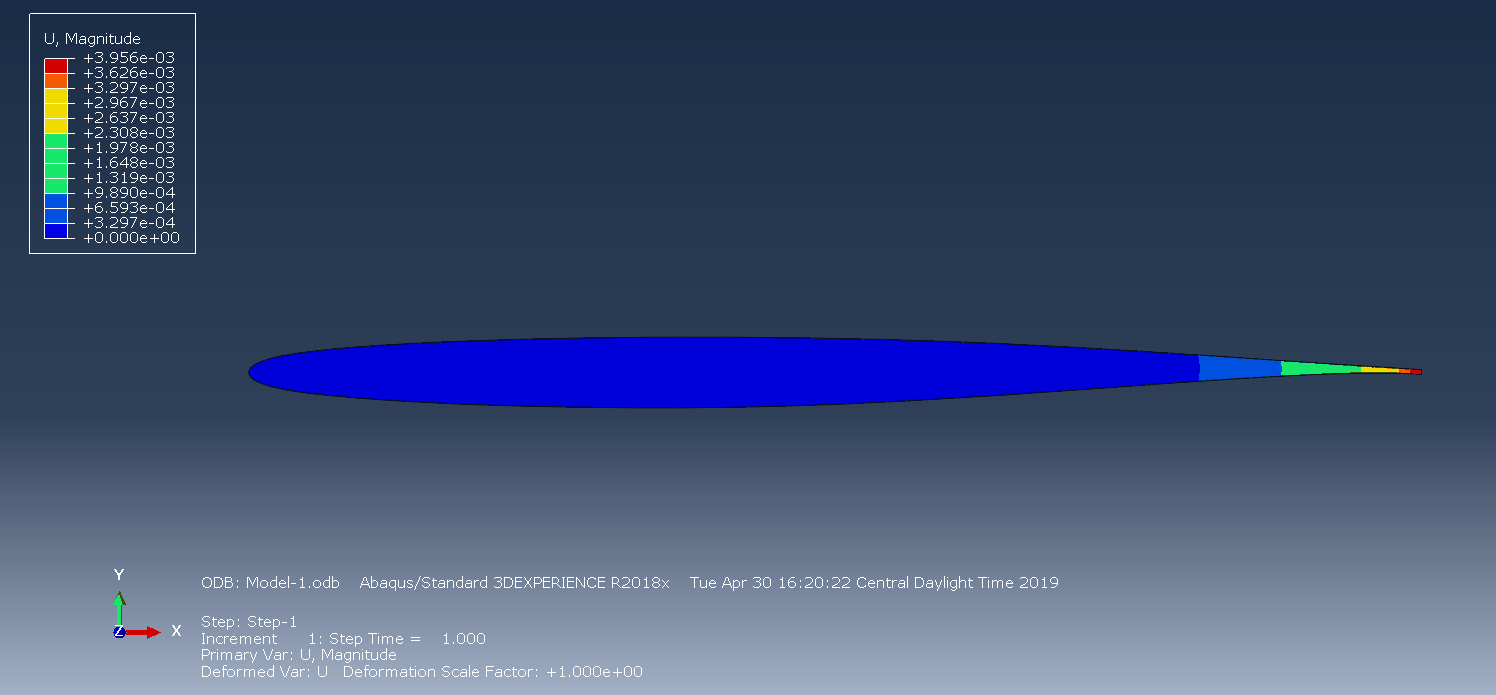 U, Magnitude
+3.956e-03
+3.626e-03
+3.297e-03
+2.967e-03
+2.637e-03
+2.308e-03
+1.978e-03
+1.648e-03
+1.319e-03
+9.890e-04
+6.593e-04
+3.297e-04
+0.000e+00
Y
Z
X
ODB: Model-1.odb Abaqus/Standard 3DEXPERIENCE R2018x Tue Apr 30 16:20:22 Central Daylight Time 2019
Step: Step-1
Increment 1: Step Time = 1.000
Primary Var: U, Magnitude
Deformed Var: U Deformation Scale Factor: +1.000e+00